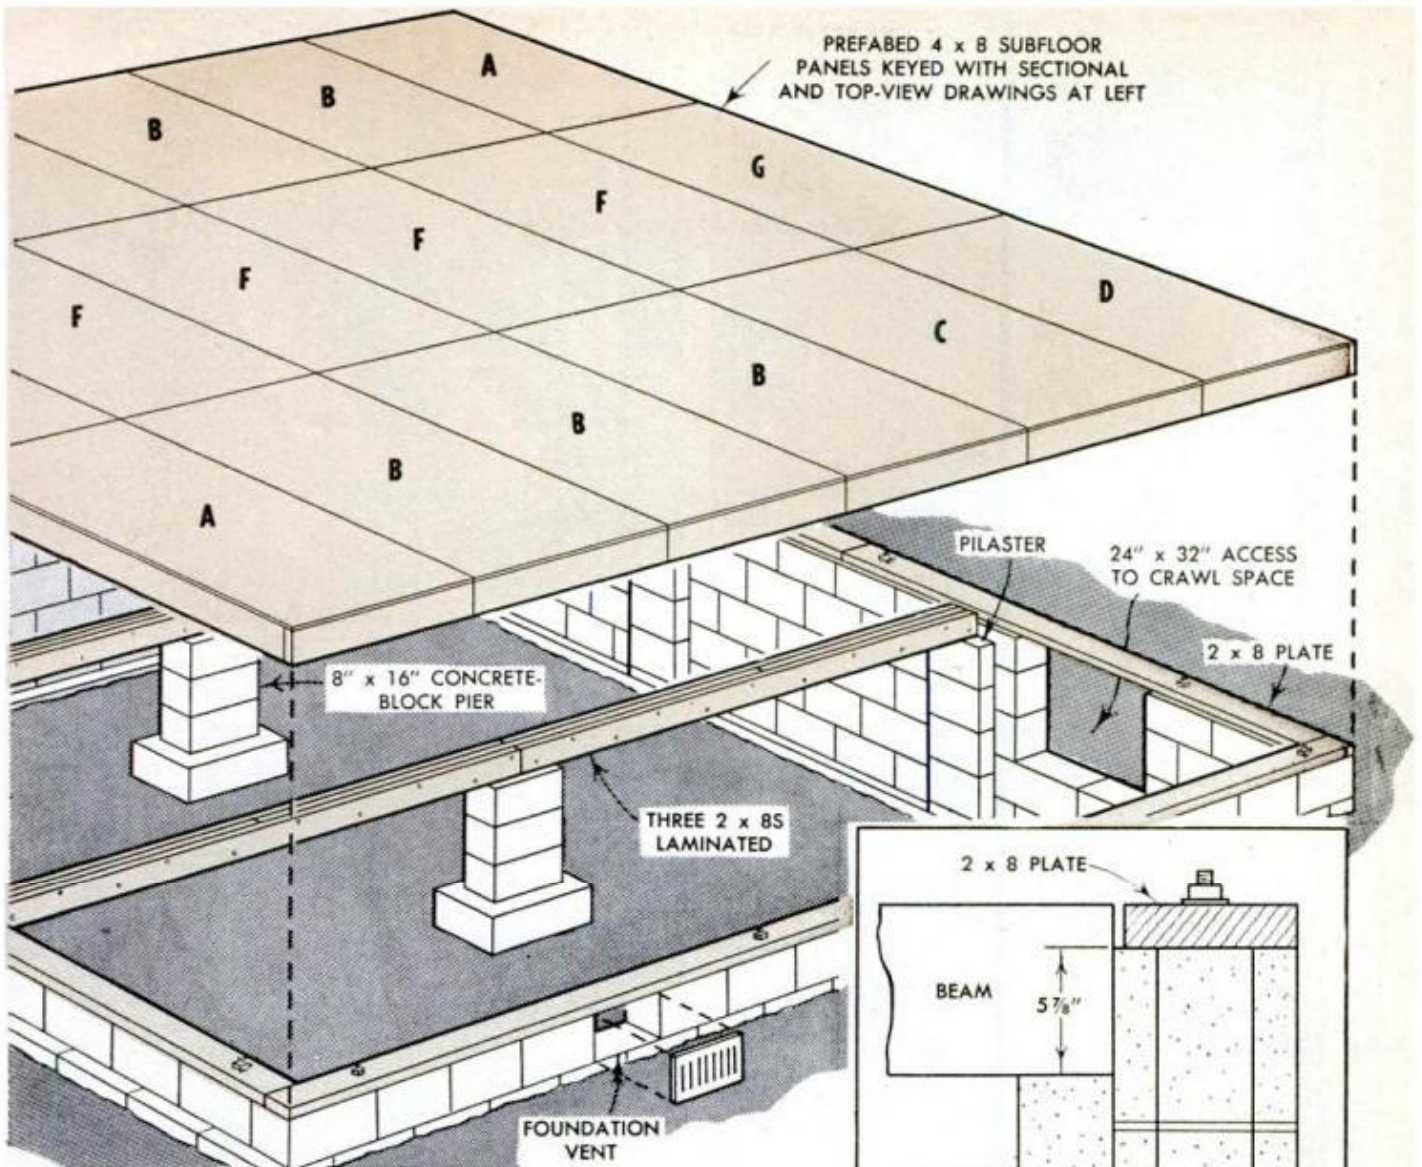 PREFABED 4 x 8 SUBFLOOR
PANELS KEYED WITH SECTIONAL
AND TOP-VIEW DRAWINGS AT LEFT
A
B
B
G
F
F
F
F
D
C
B
B
B
A
PILASTER
24" x 32" ACCESS
TO CRAWL SPACE
2 x 8 PLATE
8" x 16" CONCRETE-
BLOCK PIER
THREE 2 x 8S
LAMINATED
FOUNDATION
VENT
2 x 8 PLATE
BEAM
5 7/8"